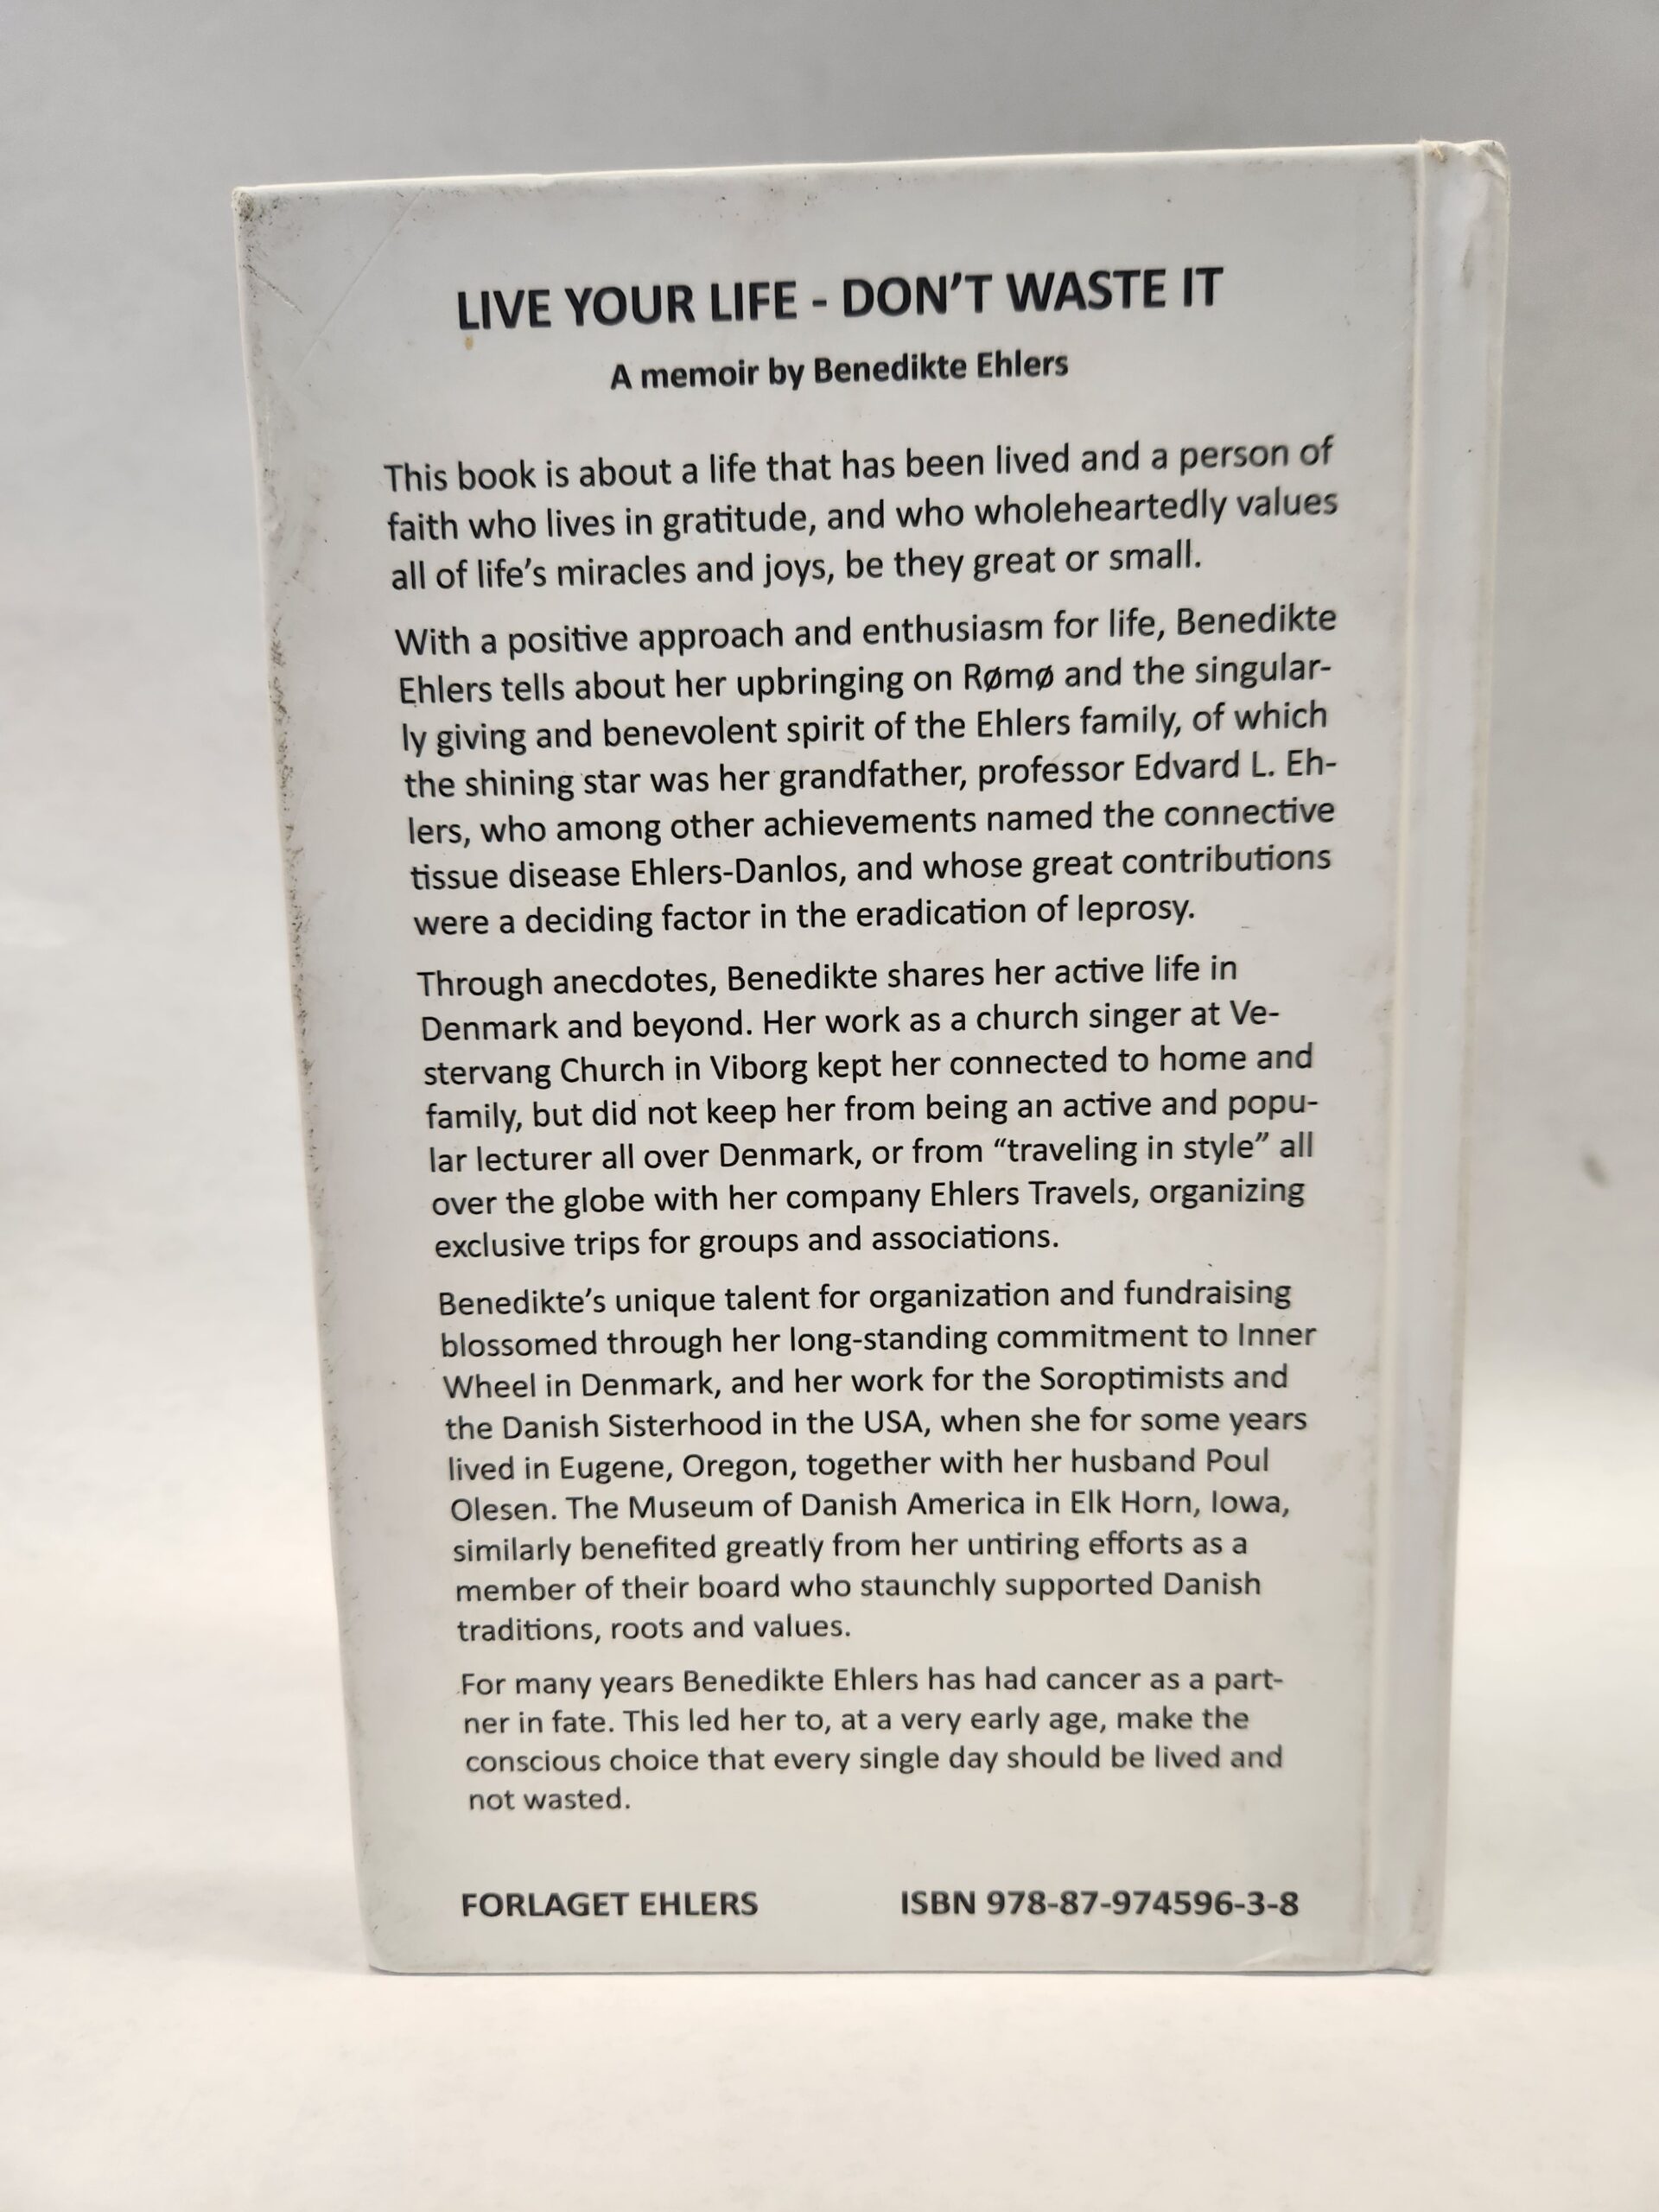 LIVE YOUR LIFE - DON'T WASTE IT
A memoir by Benedikte Ehlers
This book is about a life that has been lived and a person of
faith who lives in gratitude, and who wholeheartedly values
all of life's miracles and joys, be they great or small.
With a positive approach and enthusiasm for life, Benedikte
Ehlers tells about her upbringing on Rømø and the singular-
ly giving and benevolent spirit of the Ehlers family, of which
the shining star was her grandfather, professor Edvard L. Eh-
lers, who among other achievements named the connective
tissue disease Ehlers-Danlos, and whose great contributions
were a deciding factor in the eradication of leprosy.
Through anecdotes, Benedikte shares her active life in
Denmark and beyond. Her work as a church singer at Ve-
stervang Church in Viborg kept her connected to home and
family, but did not keep her from being an active and popu-
lar lecturer all over Denmark, or from “traveling in style” all
over the globe with her company Ehlers Travels, organizing
exclusive trips for groups and associations.
Benedikte's unique talent for organization and fundraising
blossomed through her long-standing commitment to Inner
Wheel in Denmark, and her work for the Soroptimists and
the Danish Sisterhood in the USA, when she for some years
lived in Eugene, Oregon, together with her husband Poul
Olesen. The Museum of Danish America in Elk Horn, Iowa,
similarly benefited greatly from her untiring efforts as a
member of their board who staunchly supported Danish
traditions, roots and values.
For many years Benedikte Ehlers has had cancer as a part-
ner in fate. This led her to, at a very early age, make the
conscious choice that every single day should be lived and
not wasted.
FORLAGET EHLERS ISBN 978-87-974596-3-8